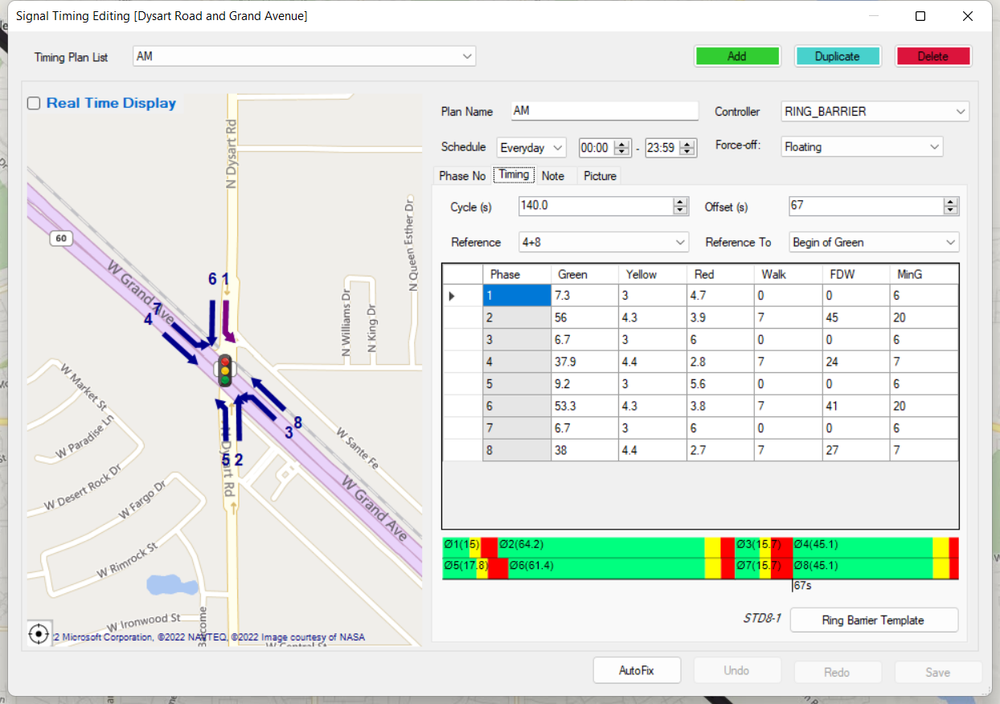 Signal Timing Editing [Dysart Road and Grand Avenue]
Timing Plan List
AM
Add
Duplicate
Delete
Real Time Display
Plan Name
AM
Controller
RING_BARRIER
Schedule
Everyday
00:00
-
23:59
Force-off:
Floating
Phase No
Timing
Note
Picture
Cycle (s)
140.0
Offset (s)
67
Reference
4+8
Reference To
Begin of Green
Phase Green Yellow Red Walk FDW MinG
1 7.3 3 4.7 0 0 6
2 56 4.3 3.9 7 45 20
3 6.7 3 6 0 0 6
4 37.9 4.4 2.8 7 24 7
5 9.2 3 5.6 0 0 6
6 53.3 4.3 3.8 7 41 20
7 6.7 3 6 0 0 6
8 38 4.4 2.7 7 27 7
Ø1(15) Ø2(64.2) Ø3(15.7) Ø4(45.1)
Ø5(17.8) Ø6(61.4) Ø7(15.7) Ø8(45.1)
67s
STD8-1
Ring Barrier Template
N Dysart Rd
60
W Grand Ave
N Queen Esther Dr
N Williams Dr
N King Dr
6 1
7
4
8
3
5 2
W Market St
W Paradise Ln
W Desert Rock Dr
W Fargo Dr
W Rimrock St
W Ironwood St
N Dysart Rd
W Sante Fe
W Grand Ave
W Central St
2 Microsoft Corporation, ©2022 NAVTEQ, ©2022 Image courtesy of NASA
AutoFix
Undo
Redo
Save